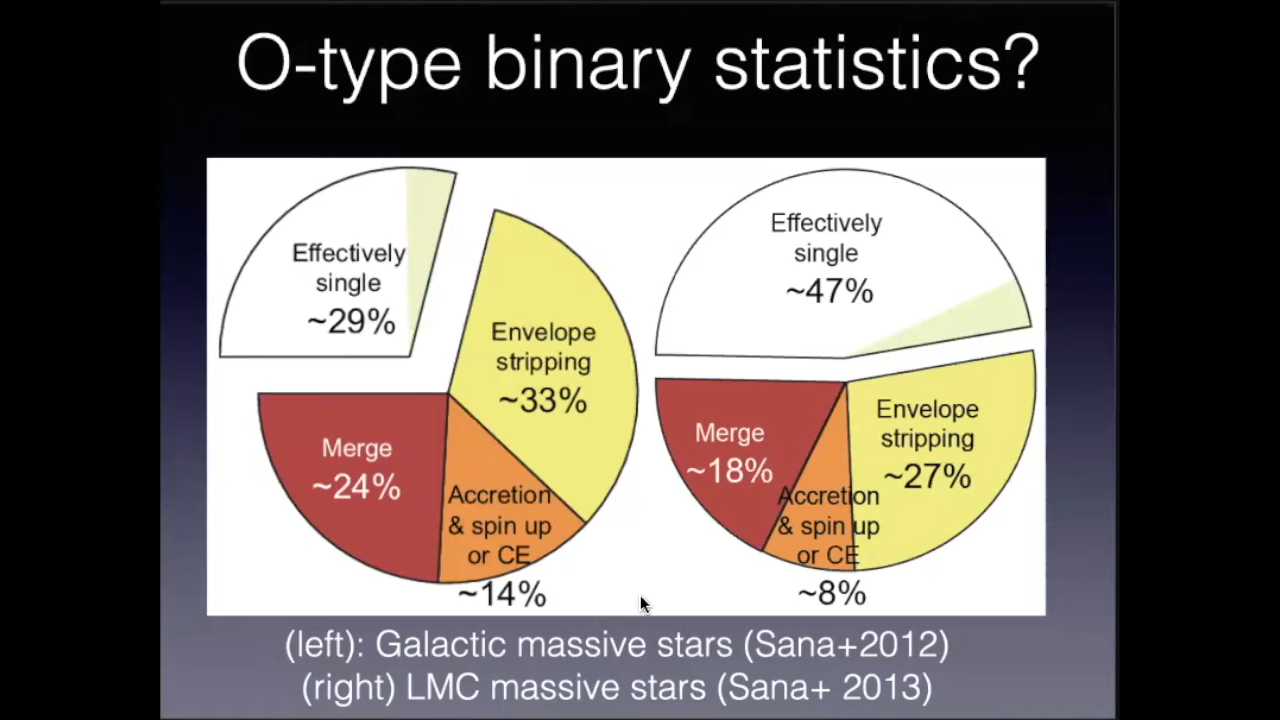 O-type binary statistics?
Effectively
single
~29%
Envelope
stripping
~33%
Merge
~24%
Accretion
& spin up
or CE
~14%
Effectively
single
~47%
Envelope
stripping
~27%
Merge
~18%
Accretion
& spin up
or CE
~8%
(left): Galactic massive stars (Sana+2012)
(right) LMC massive stars (Sana+ 2013)